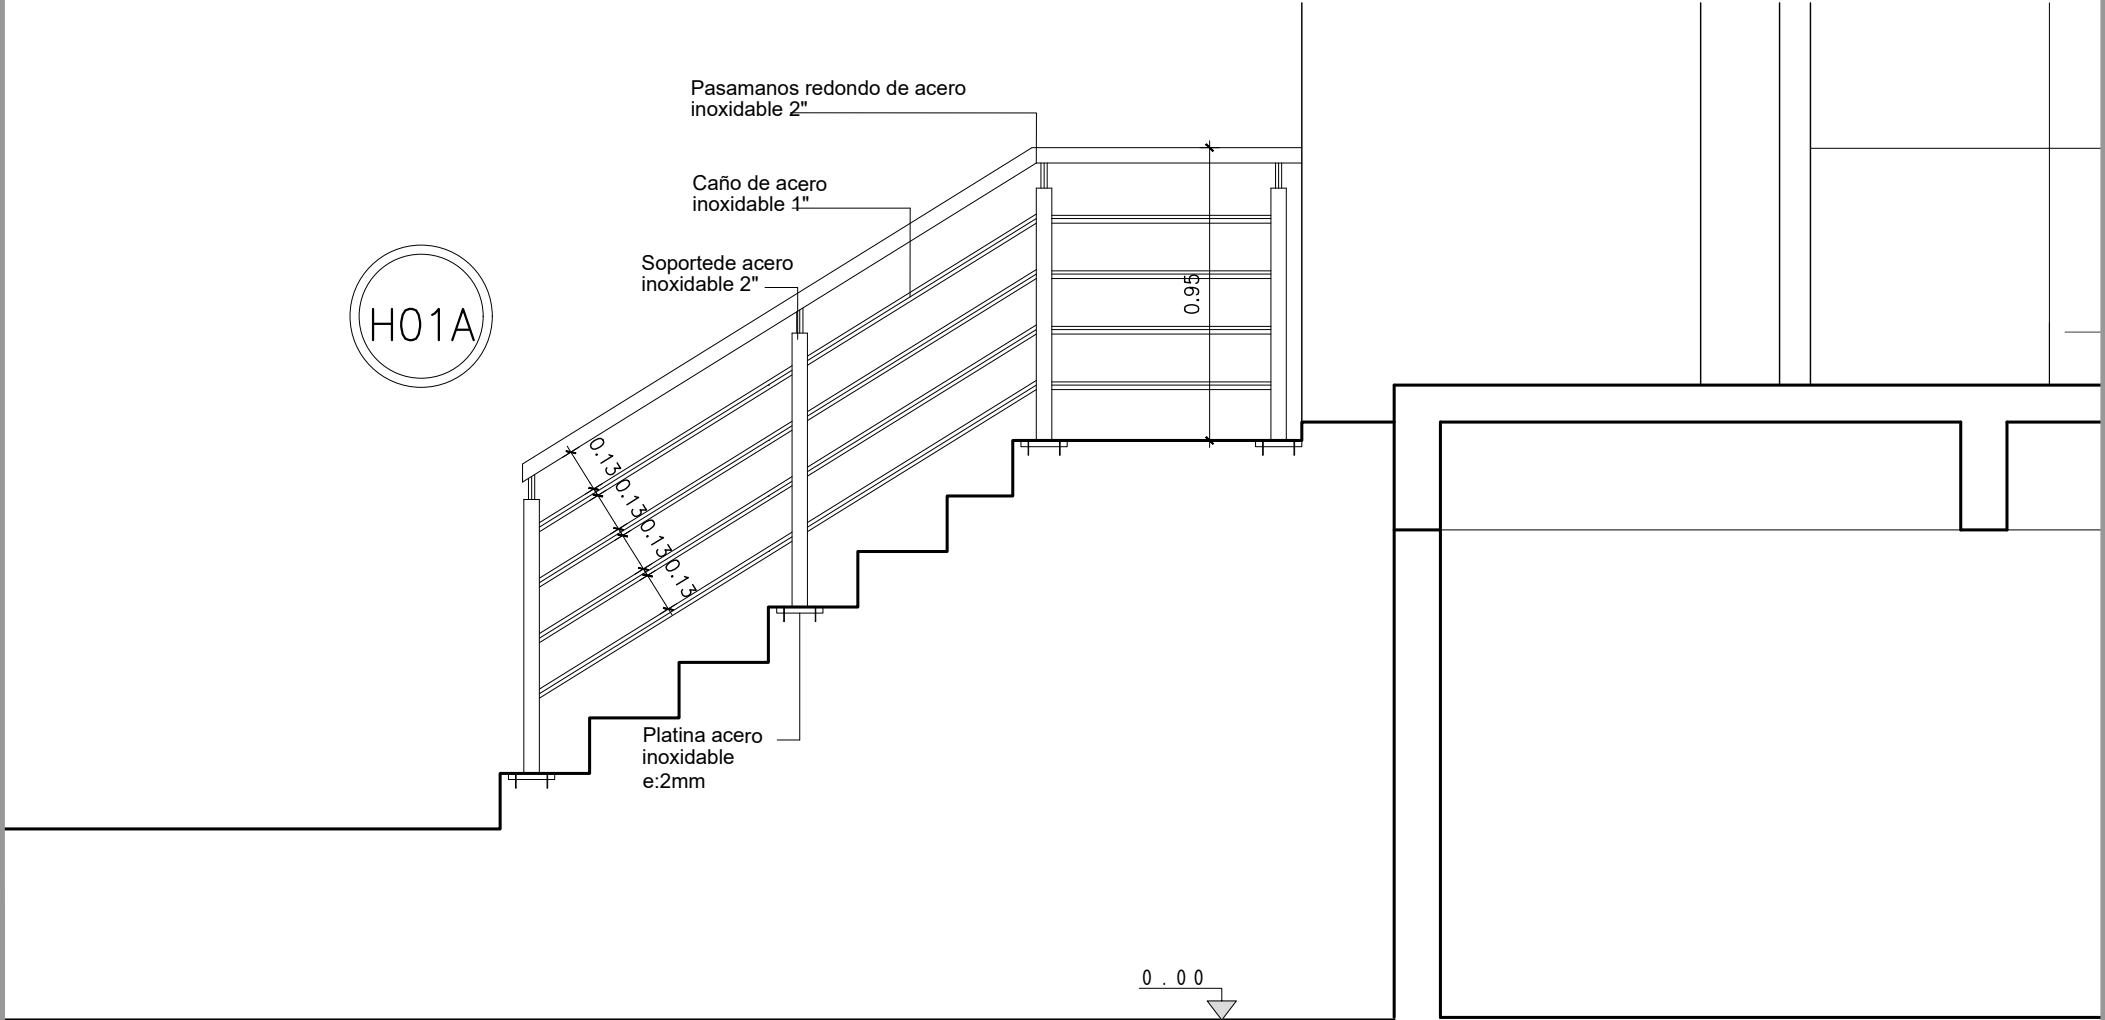 Pasamanos redondo de acero
inoxidable 2"
Caño de acero
inoxidable 1"
Soportede acero
inoxidable 2"
H01A
0.95
0.13
0.13
0.13
0.13
Platina acero
inoxidable
e:2mm
0.00